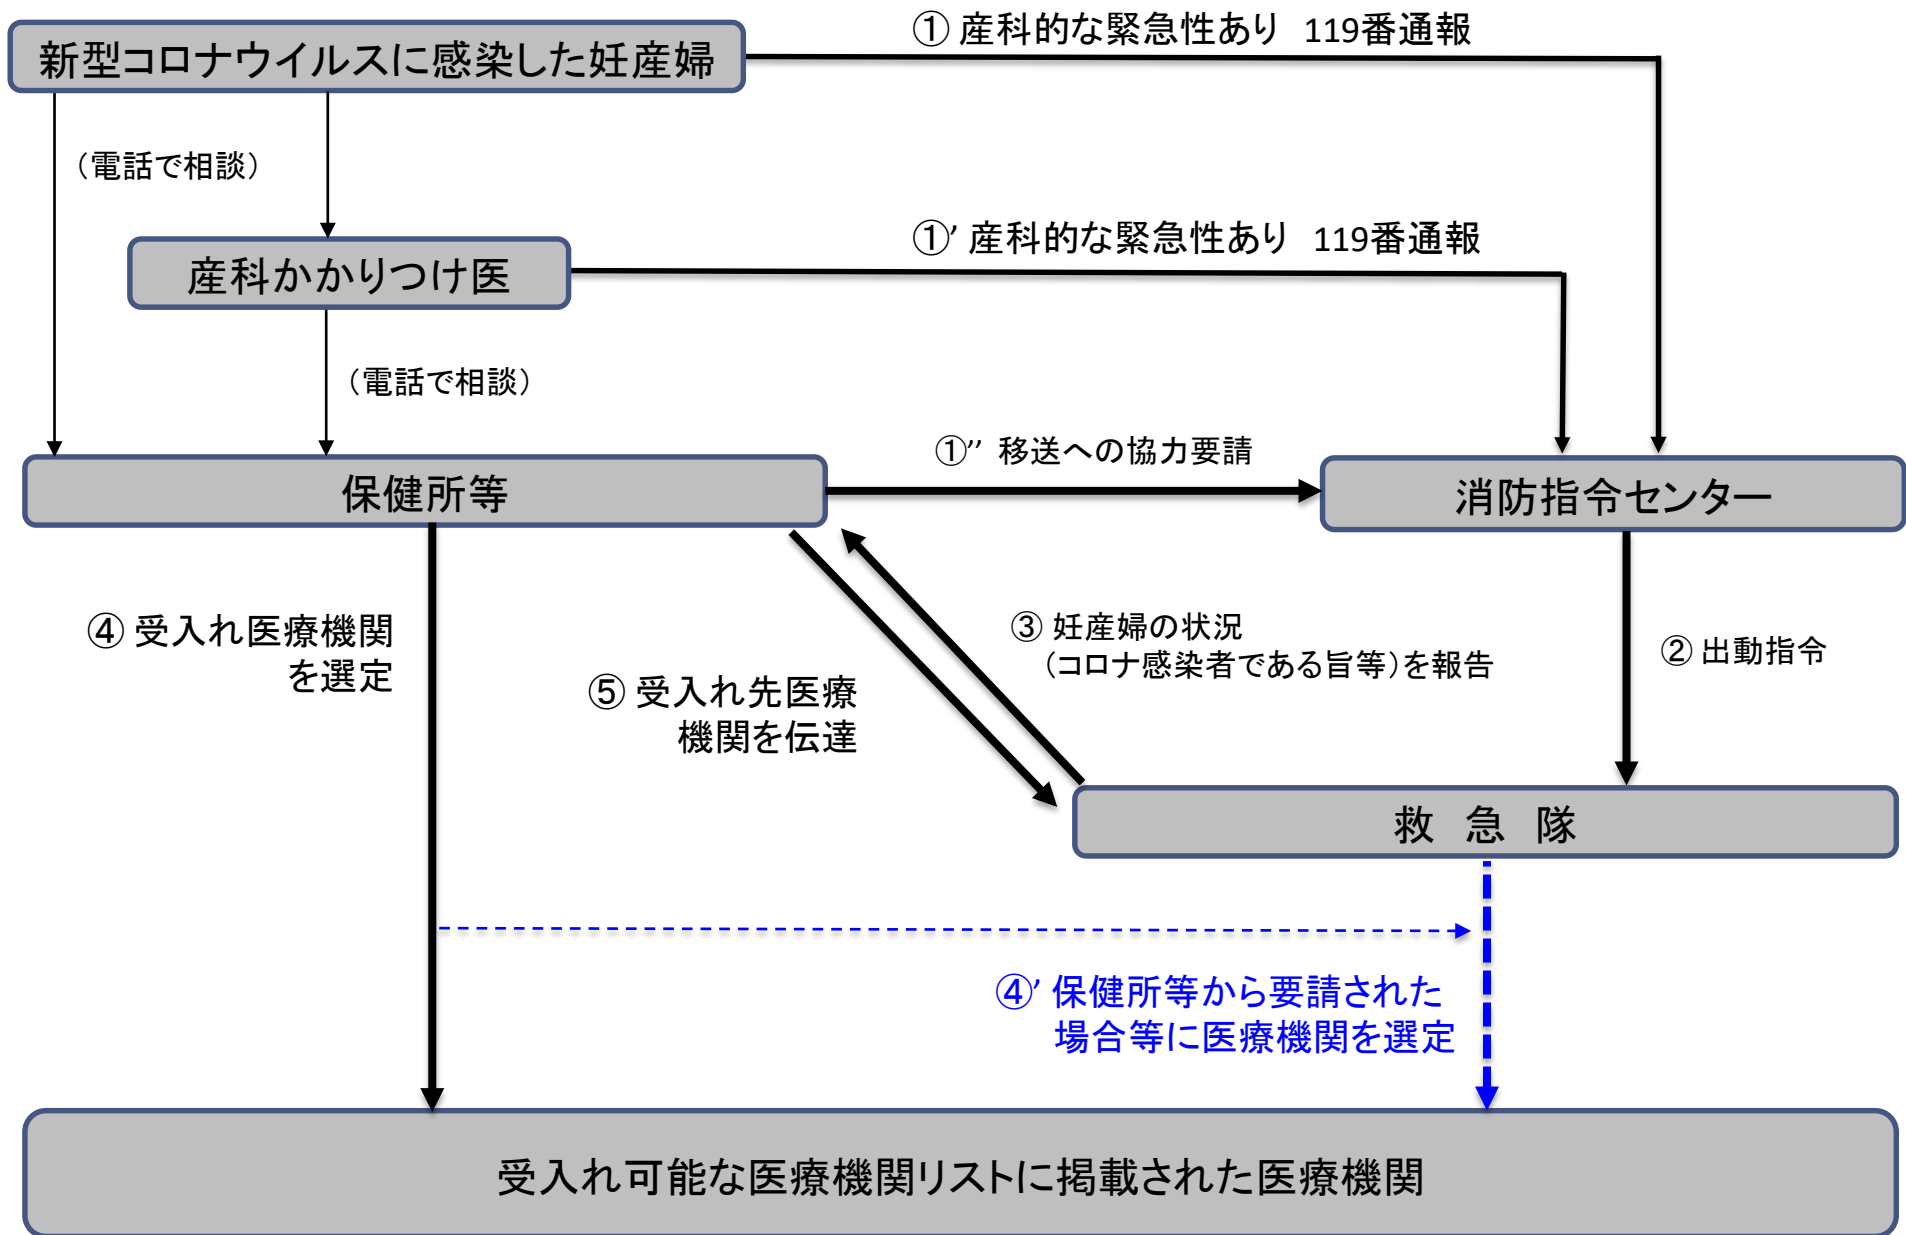 ① 産科的な緊急性あり 119番通報
新型コロナウイルスに感染した妊産婦
（電話で相談）
①’ 産科的な緊急性あり 119番通報
産科かかりつけ医
（電話で相談）
①’’ 移送への協力要請
保健所等
消防指令センター
④ 受入れ医療機関
を選定
③ 妊産婦の状況
（コロナ感染者である旨等）を報告
② 出動指令
⑤ 受入れ先医療
機関を伝達
救 急 隊
④’ 保健所等から要請された
場合等に医療機関を選定
受入れ可能な医療機関リストに掲載された医療機関